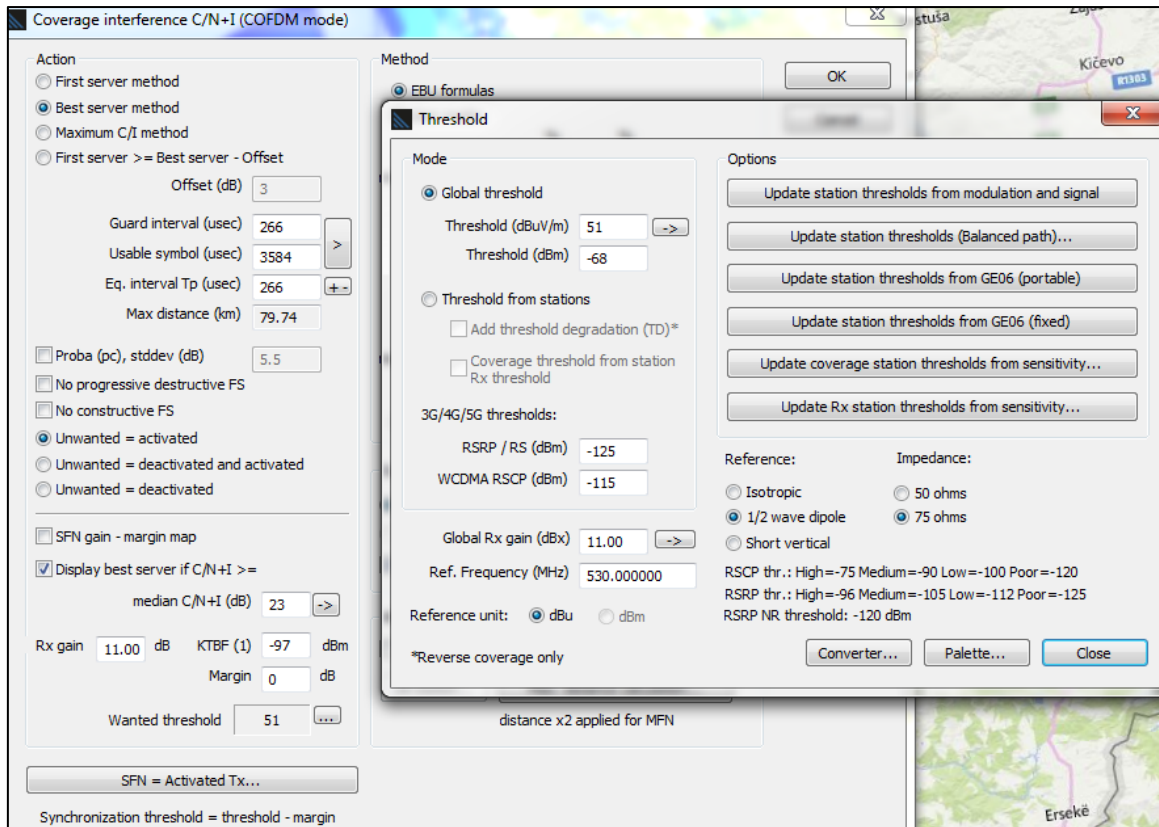 Coverage interference C/N+I (COFDM mode)
Action
First server method
Best server method
Maximum C/I method
First server >= Best server - Offset
Offset (dB) 3
Guard interval (usec) 266
>
Usable symbol (usec) 3584
Eq. interval Tp (usec) 266 + -
Max distance (km) 79.74
Proba (pc), stddev (dB) 5.5
No progressive destructive FS
No constructive FS
Unwanted = activated
Unwanted = deactivated and activated
Unwanted = deactivated
SFN gain - margin map
Display best server if C/N+I >=
median C/N+I (dB) 23 ->
Rx gain 11.00 dB KTBF (1) -97 dBm
Margin 0 dB
Wanted threshold 51 ...
SFN = Activated Tx...
Synchronization threshold = threshold - margin
Method
EBU formulas
OK
Cancel
Threshold
Mode
Global threshold
Threshold (dBuV/m) 51 ->
Threshold (dBm) -68
Threshold from stations
Add threshold degradation (TD)*
Coverage threshold from station
Rx threshold
3G/4G/5G thresholds:
RSRP / RS (dBm) -125
WCDMA RSCP (dBm) -115
Global Rx gain (dBx) 11.00 ->
Ref. Frequency (MHz) 530.000000
Reference unit: dBu dBm
*Reverse coverage only
Options
Update station thresholds from modulation and signal
Update station thresholds (Balanced path)...
Update station thresholds from GE06 (portable)
Update station thresholds from GE06 (fixed)
Update coverage station thresholds from sensitivity...
Update Rx station thresholds from sensitivity...
Reference: Impedance:
Isotropic 50 ohms
1/2 wave dipole 75 ohms
Short vertical
RSCP thr.: High=-75 Medium=-90 Low=-100 Poor=-120
RSRP thr.: High=-96 Medium=-105 Low=-112 Poor=-125
RSRP NR threshold: -120 dBm
Converter... Palette... Close
distance x2 applied for MFN
Kičevo
R1303
Ersekë